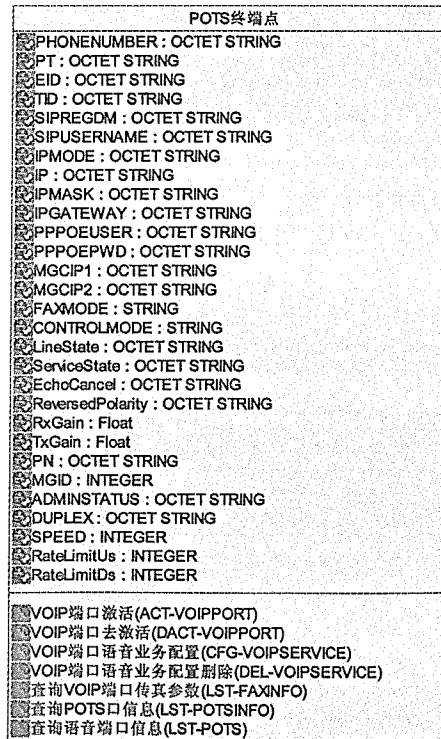 POTS终端点
PHONENUMBER : OCTET STRING
PT : OCTET STRING
EID : OCTET STRING
TID : OCTET STRING
SIPREGDM : OCTET STRING
SIPUSERNAME : OCTET STRING
IPMODE : OCTET STRING
IP : OCTET STRING
IPMASK : OCTET STRING
IPGATEWAY : OCTET STRING
PPPOEUSER : OCTET STRING
PPPOEPWD : OCTET STRING
MGCIP1 : OCTET STRING
MGCIP2 : OCTET STRING
FAXMODE : STRING
CONTROLMODE : STRING
LineState : OCTET STRING
ServiceState : OCTET STRING
EchoCancel : OCTET STRING
ReversedPolarity : OCTET STRING
RxGain : Float
TxGain : Float
PN : OCTET STRING
MGID : INTEGER
ADMINSTATUS : OCTET STRING
DUPLEX : OCTET STRING
SPEED : INTEGER
RateLimitUs : INTEGER
RateLimitDs : INTEGER
VOIP端口激活(ACT-VOIPPORT)
VOIP端口去激活(DACT-VOIPPORT)
VOIP端口语音业务配置(CFG-VOIPSERVICE)
VOIP端口语音业务配置删除(DEL-VOIPSERVICE)
查询VOIP端口传真参数(LST-FAXINFO)
查询POTS口信息(LST-POTSINFO)
查询语音端口信息(LST-POTS)